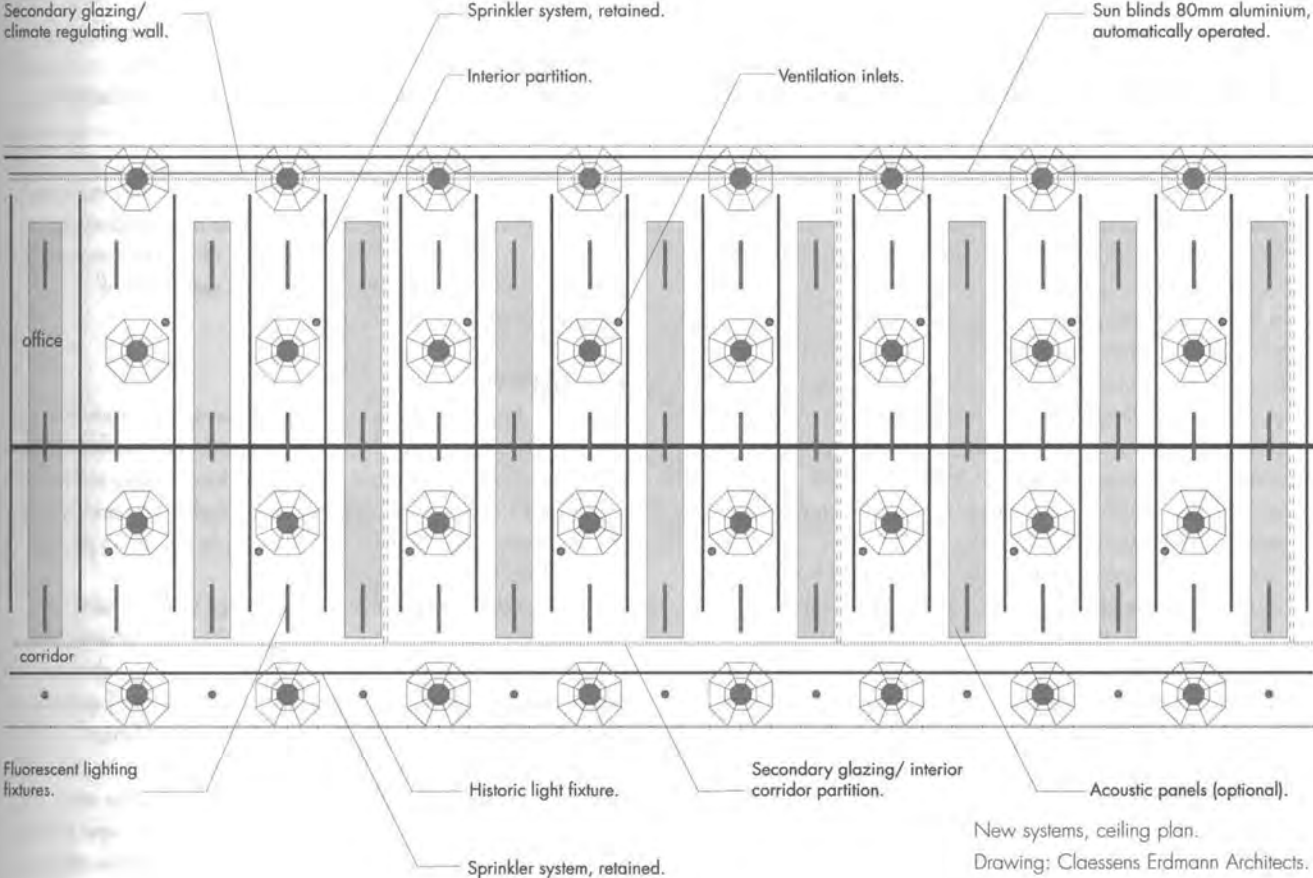 Secondary glazing/
climate regulating wall.
Sprinkler system, retained.
Sun blinds 80mm aluminium,
automatically operated.
Interior partition.
Ventilation inlets.
office
corridor
Fluorescent lighting
fixtures.
Historic light fixture.
Secondary glazing/ interior
corridor partition.
Acoustic panels (optional).
Sprinkler system, retained.
New systems, ceiling plan.
Drawing: Claessens Erdmann Architects.